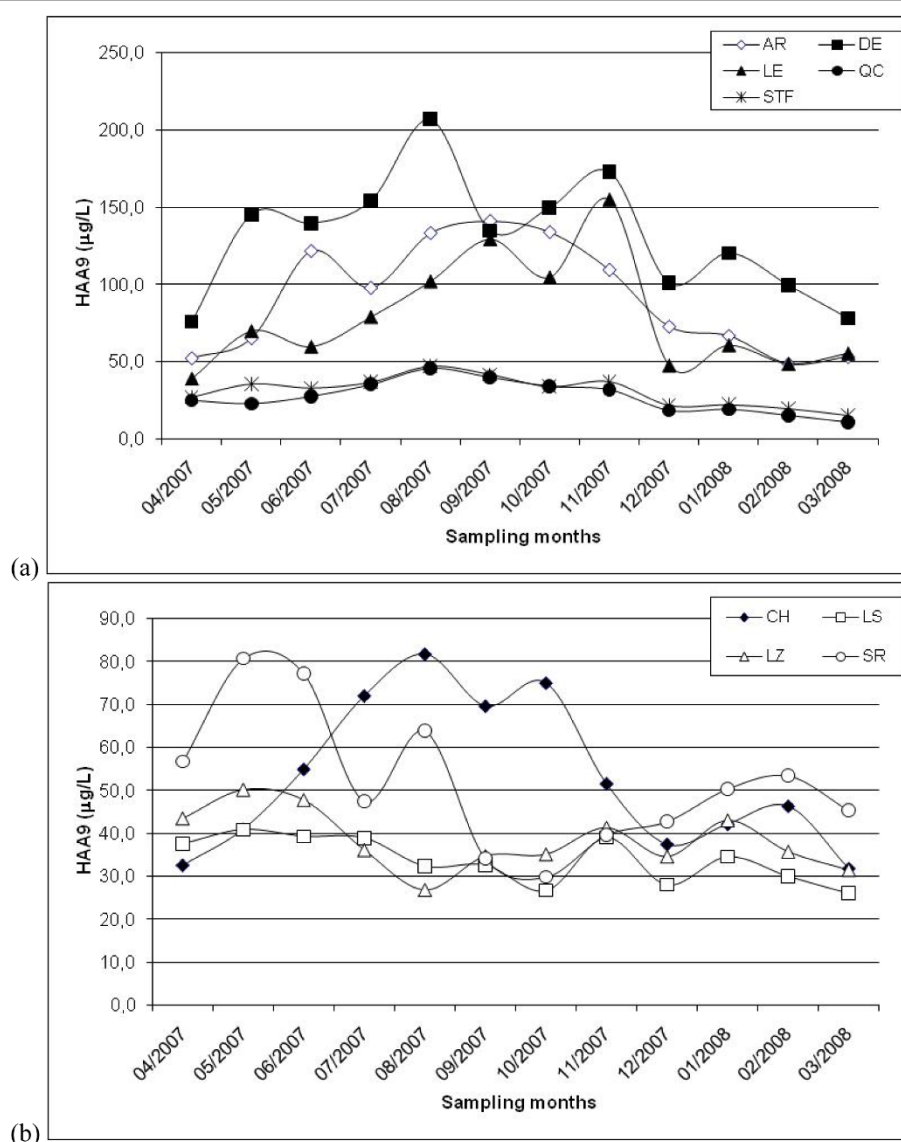 AR DE
LE QC
STF
250,0
200,0
150,0
100,0
50,0
0,0
HAA9 (µg/L)
04/2007 05/2007 06/2007 07/2007 08/2007 09/2007 10/2007 11/2007 12/2007 01/2008 02/2008 03/2008
Sampling months
(a)
CH LS
LZ SR
90,0
80,0
70,0
60,0
50,0
40,0
30,0
20,0
10,0
0,0
HAA9 (µg/L)
04/2007 05/2007 06/2007 07/2007 08/2007 09/2007 10/2007 11/2007 12/2007 01/2008 02/2008 03/2008
Sampling months
(b)